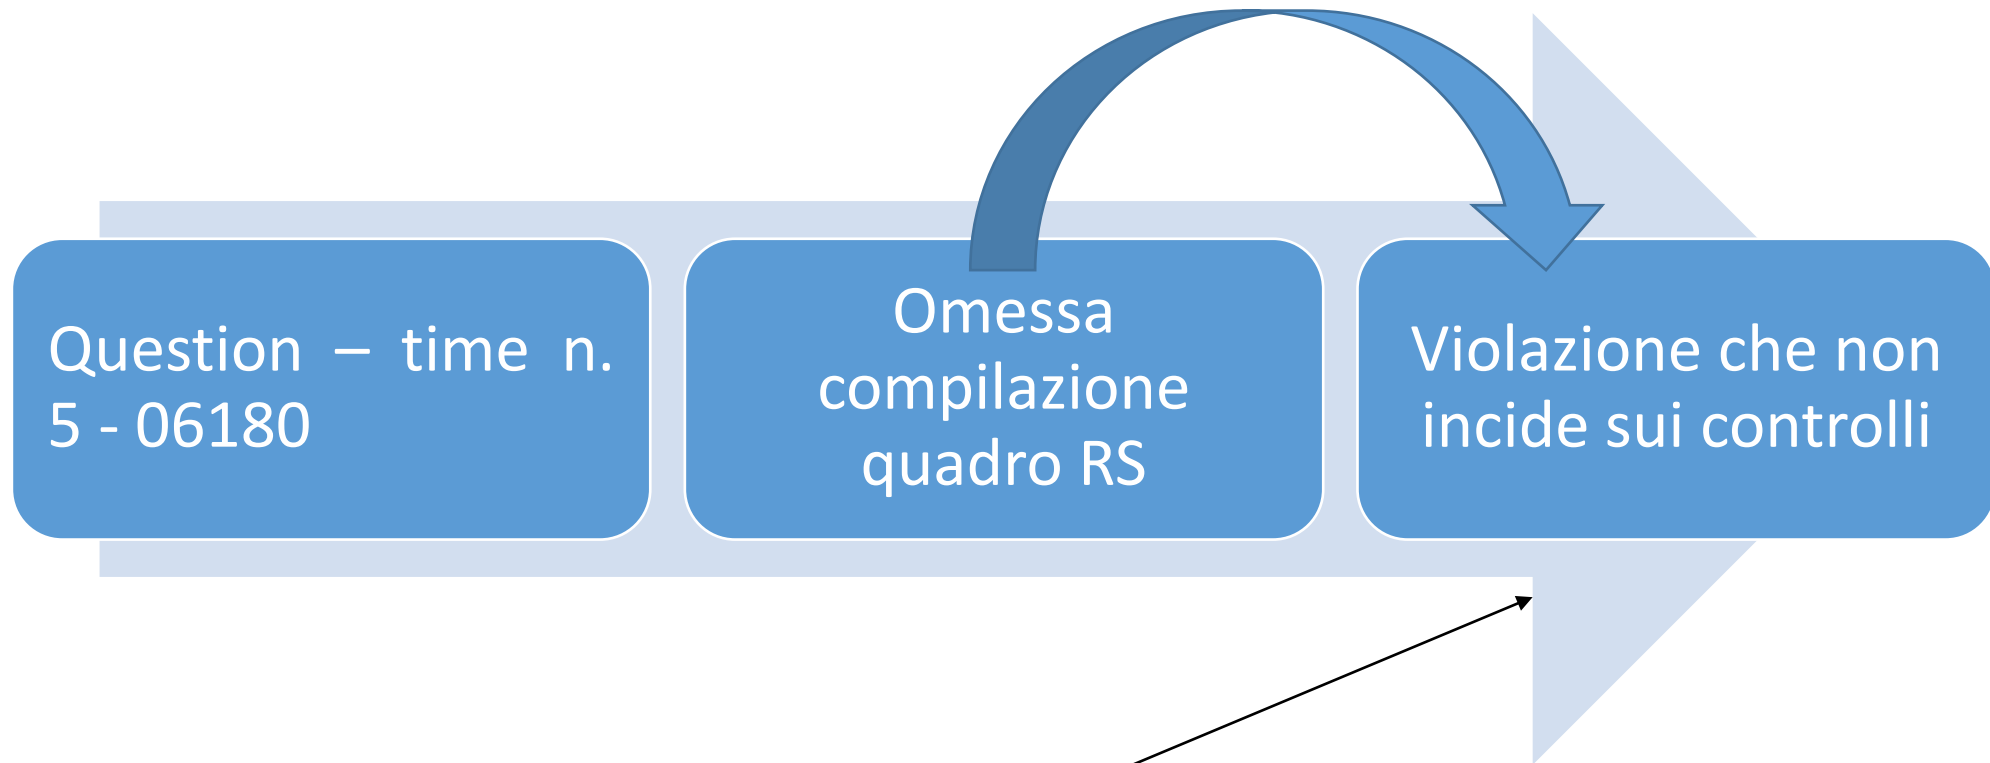 Question – time n.
5 - 06180
Omessa
compilazione
quadro RS
Violazione che non
incide sui controlli